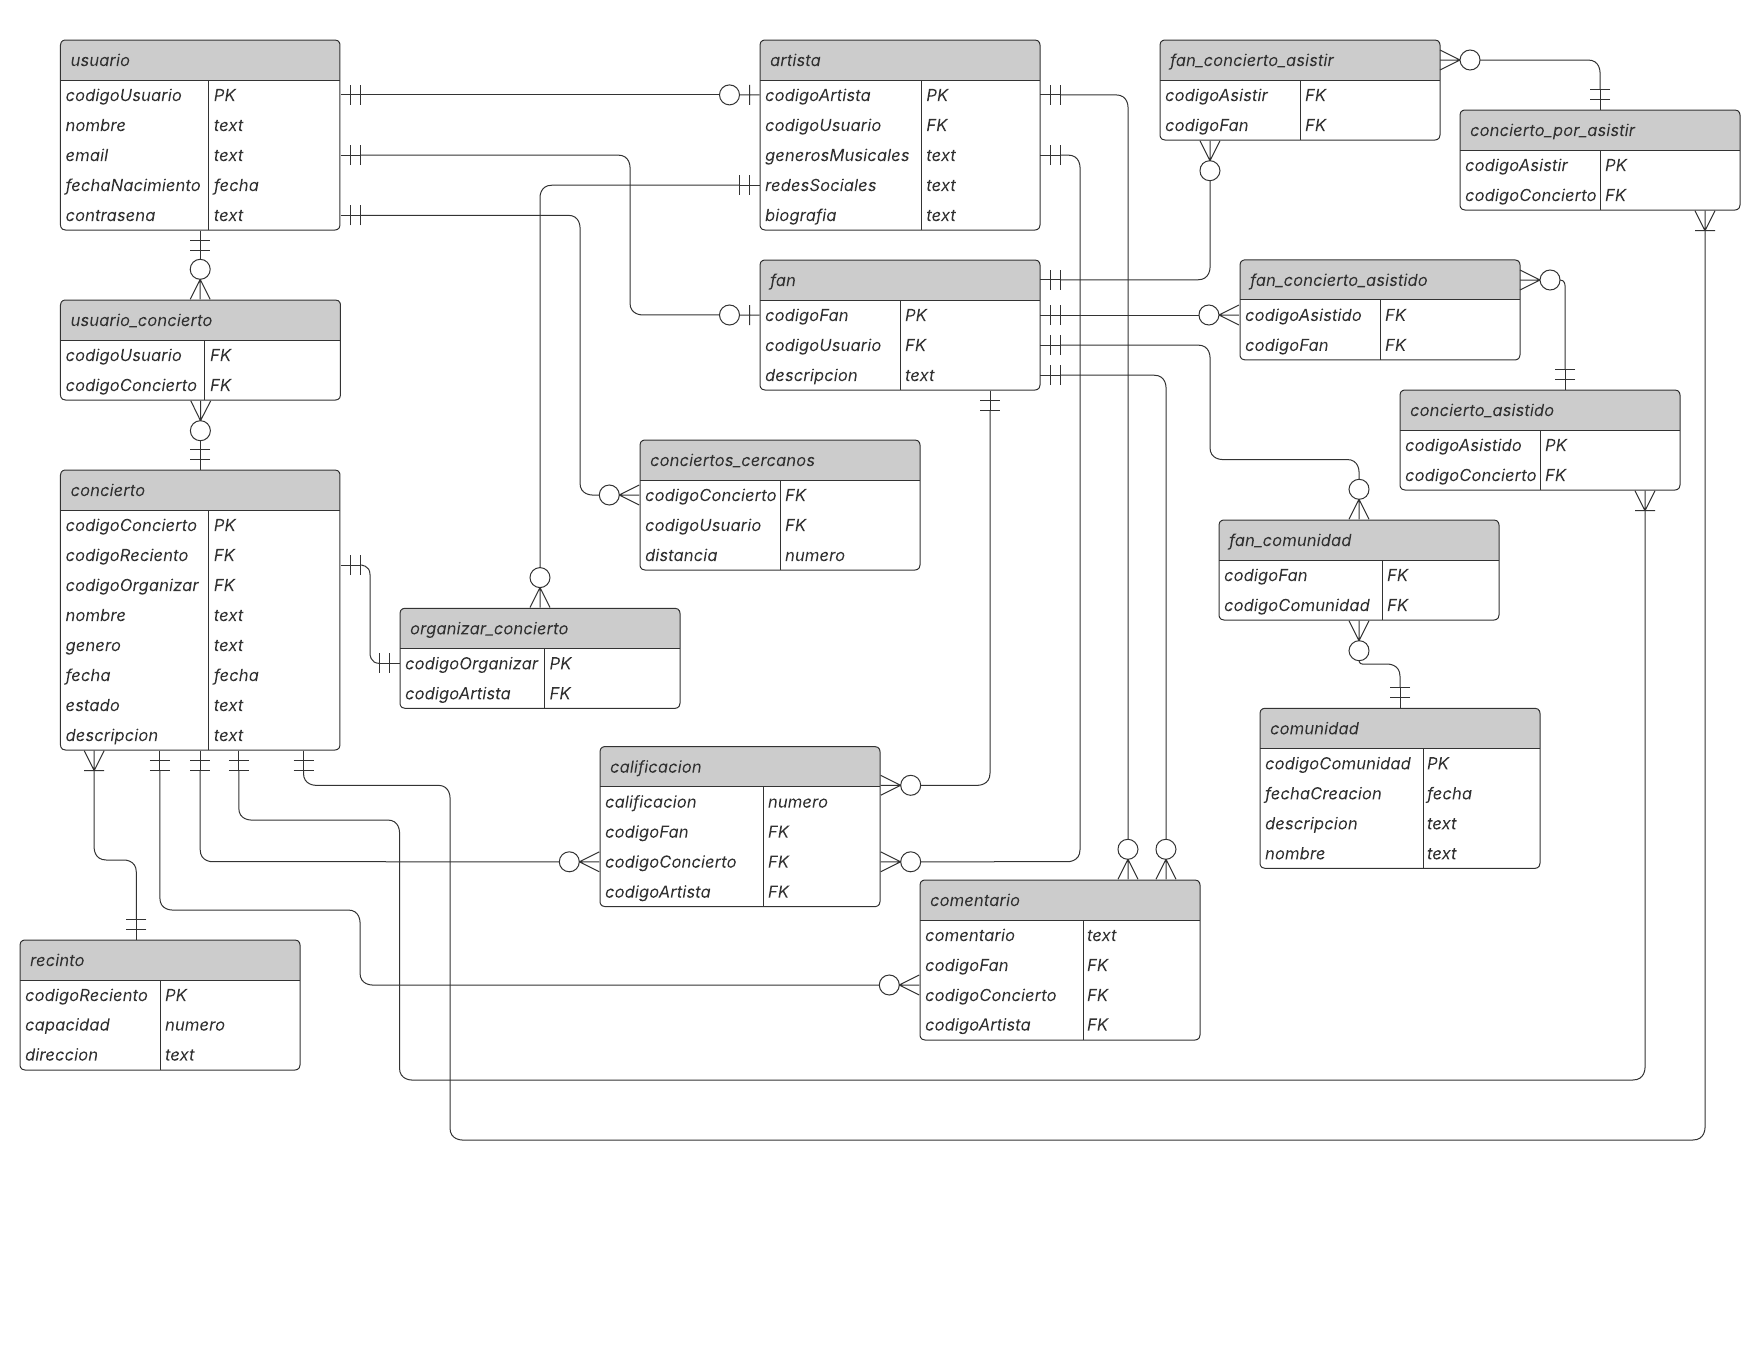 usuario
codigoUsuario PK
nombre text
email text
fechaNacimiento fecha
contrasena text
artista
codigoArtista PK
codigoUsuario FK
generosMusicales text
redesSociales text
biografia text
fan_concierto_asistir
codigoAsistir FK
codigoFan FK
concierto_por_asistir
codigoAsistir PK
codigoConcierto FK
usuario_concierto
codigoUsuario FK
codigoConcierto FK
fan
codigoFan PK
codigoUsuario FK
descripcion text
fan_concierto_asistido
codigoAsistido FK
codigoFan FK
concierto_asistido
codigoAsistido PK
codigoConcierto FK
concierto
codigoConcierto PK
codigoReciento FK
codigoOrganizar FK
nombre text
genero text
fecha fecha
estado text
descripcion text
conciertos_cercanos
codigoConcierto FK
codigoUsuario FK
distancia numero
fan_comunidad
codigoFan FK
codigoComunidad FK
organizar_concierto
codigoOrganizar PK
codigoArtista FK
comunidad
codigoComunidad PK
fechaCreacion fecha
descripcion text
nombre text
calificacion
calificacion numero
codigoFan FK
codigoConcierto FK
codigoArtista FK
comentario
comentario text
codigoFan FK
codigoConcierto FK
codigoArtista FK
recinto
codigoReciento PK
capacidad numero
direccion text